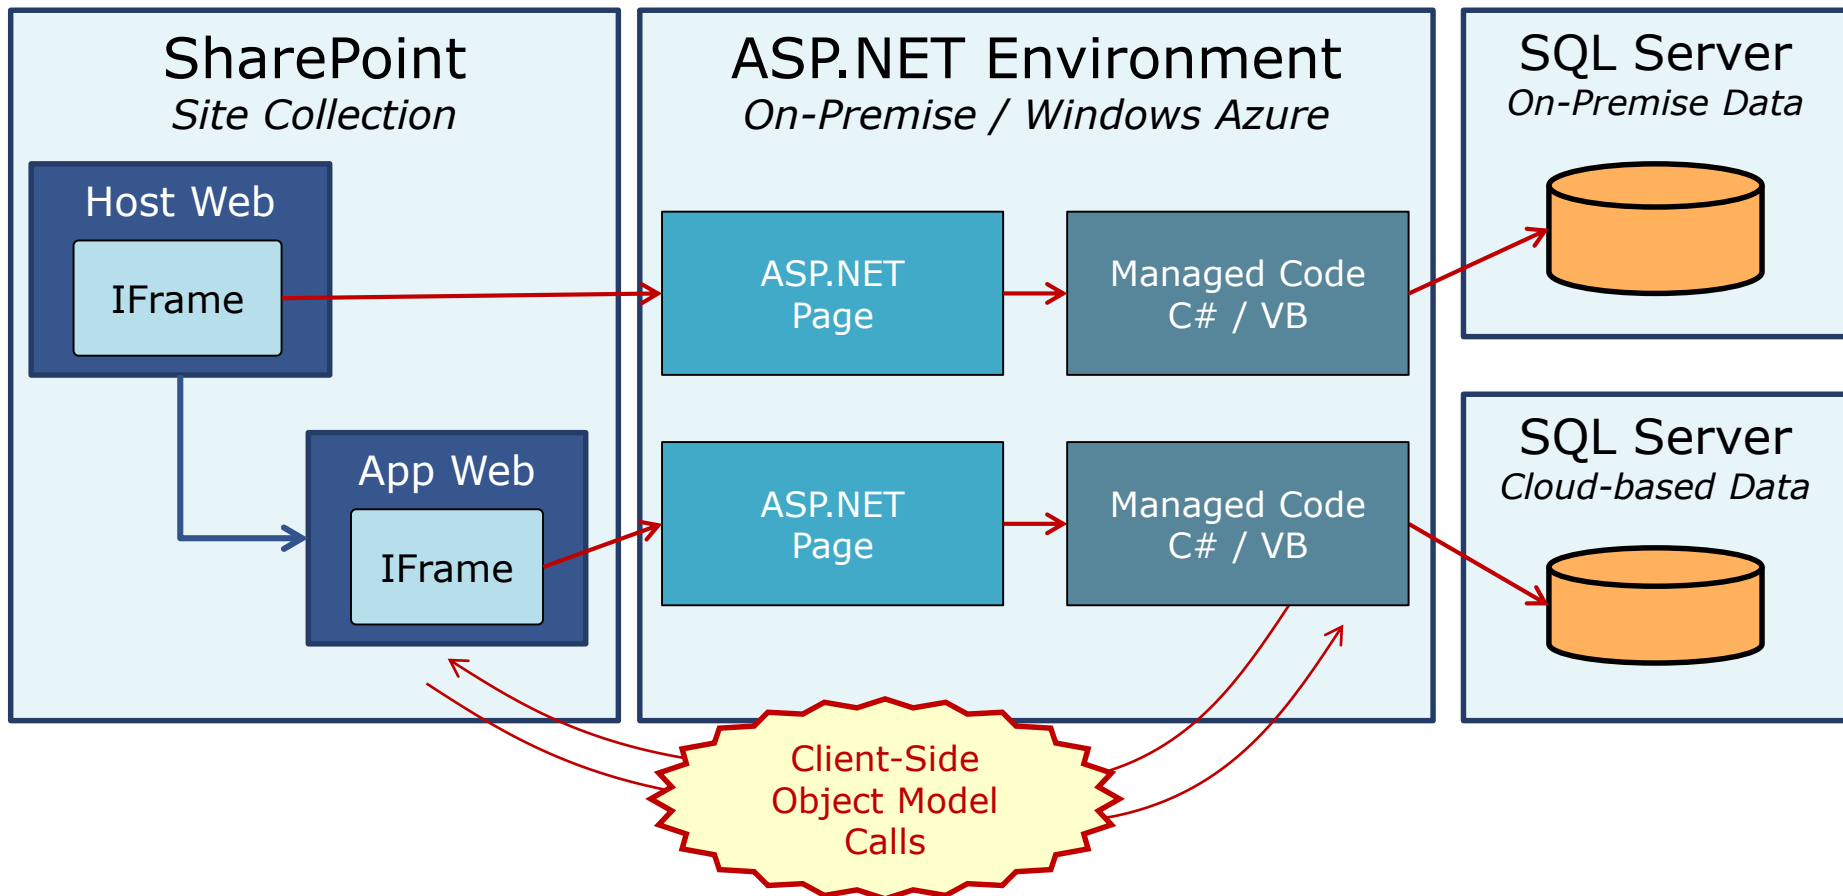 SharePoint
Site Collection
Host Web
IFrame
App Web
IFrame
ASP.NET Environment
On-Premise / Windows Azure
ASP.NET
Page
Managed Code
C# / VB
ASP.NET
Page
Managed Code
C# / VB
SQL Server
On-Premise Data
SQL Server
Cloud-based Data
Client-Side
Object Model
Calls